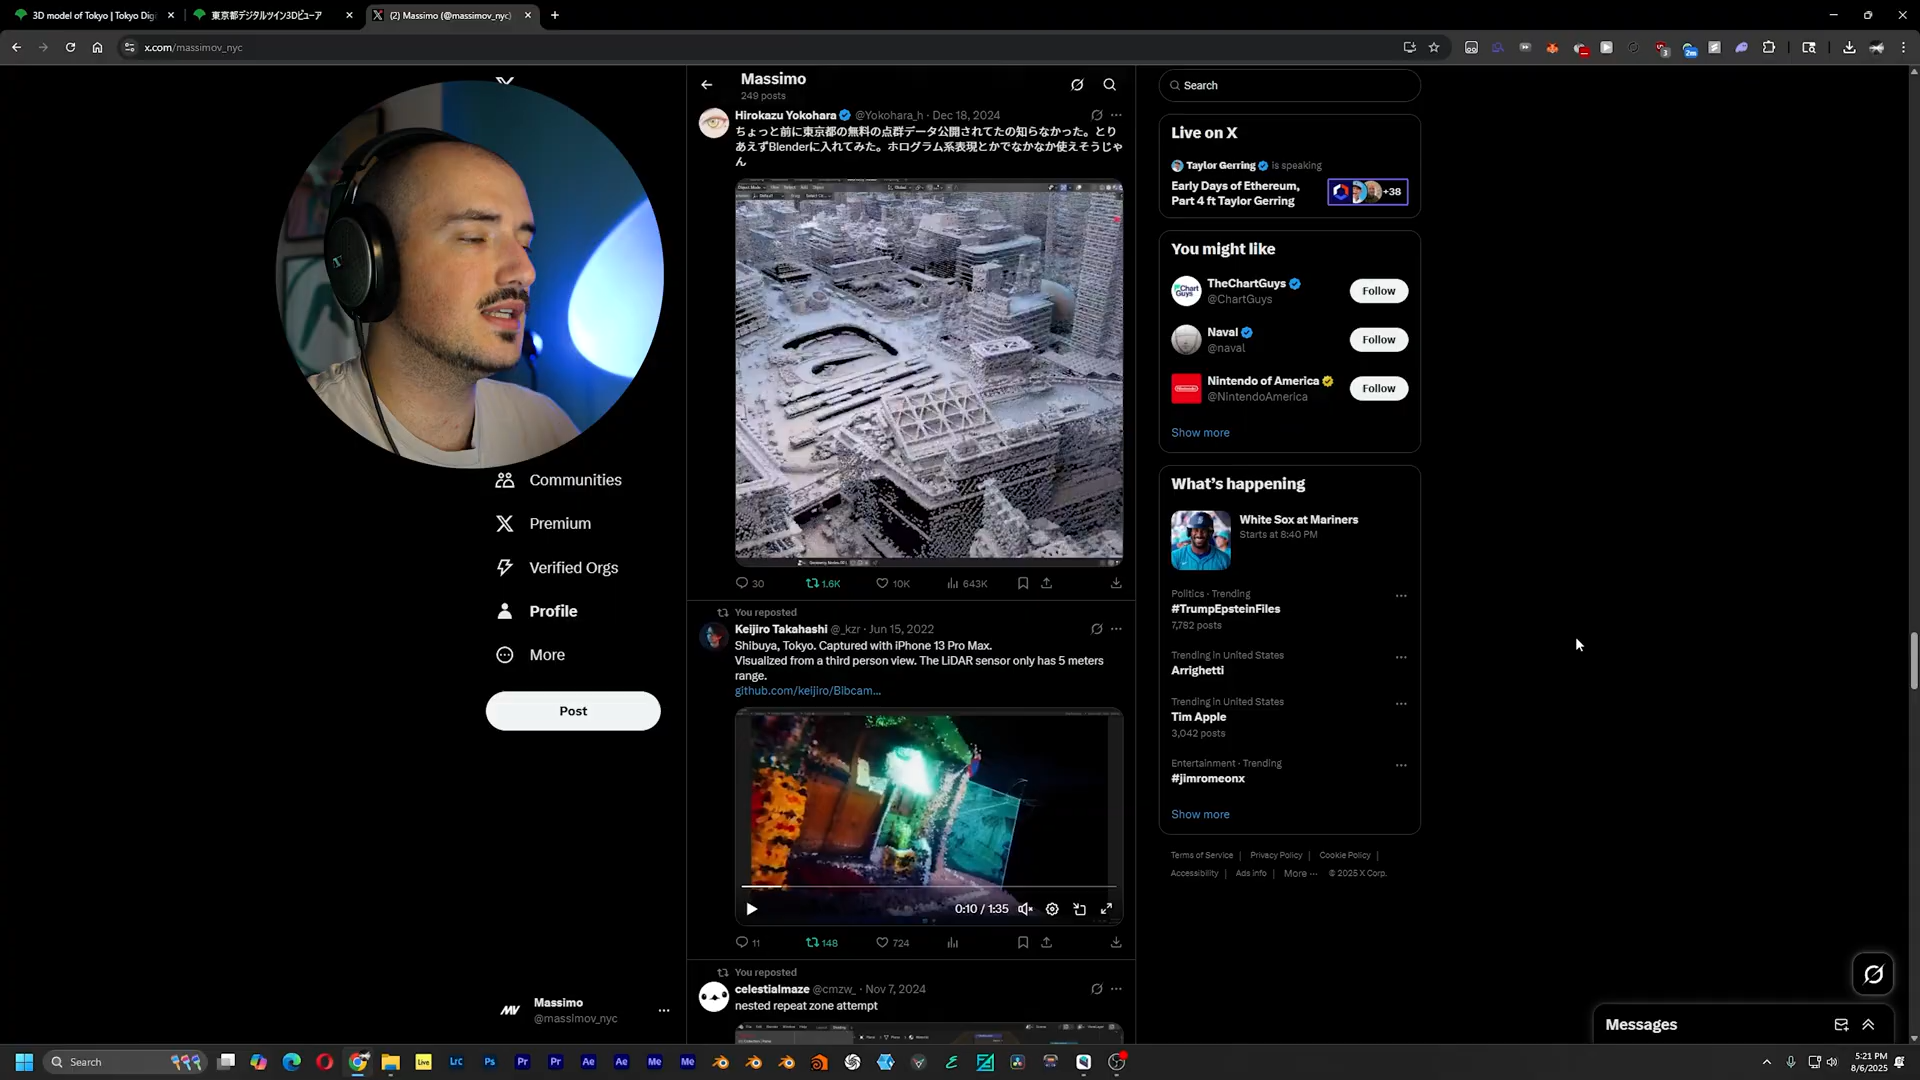 3D model of Tokyo | Tokyo Digi
東京都デジタルツイン3Dビューア
(2) Massimo (@massimov_nyc)
x.com/massimov_nyc
Massimo
249 posts
Hirokazu Yokohara @Yokohara_h · Dec 18, 2024
ちょっと前に東京都の無料の点群データ公開されてたの知らなかった。とり
あえずBlenderに入れてみた。ホログラム系表現とかでなかなか使えそうじゃ
ん
30
1.6K
10K
643K
You reposted
Keijiro Takahashi @_kzr · Jun 15, 2022
Shibuya, Tokyo. Captured with iPhone 13 Pro Max.
Visualized from a third person view. The LiDAR sensor only has 5 meters
range.
github.com/keijiro/Bibcam...
0:10 / 1:35
11
148
724
You reposted
celestialmaze @cmzw_ · Nov 7, 2024
nested repeat zone attempt
Communities
Premium
Verified Orgs
Profile
More
Post
Massimo
@massimov_nyc
Search
Live on X
Taylor Gerring is speaking
Early Days of Ethereum,
Part 4 ft Taylor Gerring
+38
You might like
TheChartGuys
@ChartGuys
Follow
Naval
@naval
Follow
Nintendo of America
@NintendoAmerica
Follow
Show more
What's happening
White Sox at Mariners
Starts at 8:40 PM
Politics · Trending
#TrumpEpsteinFiles
7,782 posts
Trending in United States
Arrighetti
Trending in United States
Tim Apple
3,042 posts
Entertainment · Trending
#jimromeonx
Show more
Terms of Service | Privacy Policy | Cookie Policy |
Accessibility | Ads info | More ··· © 2025 X Corp.
Messages
Search
Live
Lrc
Ps
Pr
Pr
Ae
Ae
Me
Me
5:21 PM
8/6/2025